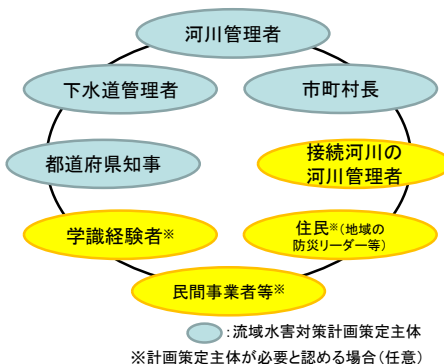 河川管理者
下水道管理者
市町村長
都道府県知事
接続河川の
河川管理者
学識経験者※
住民※(地域の
防災リーダー等)
民間事業者等※
:流域水害対策計画策定主体
※計画策定主体が必要と認める場合(任意)